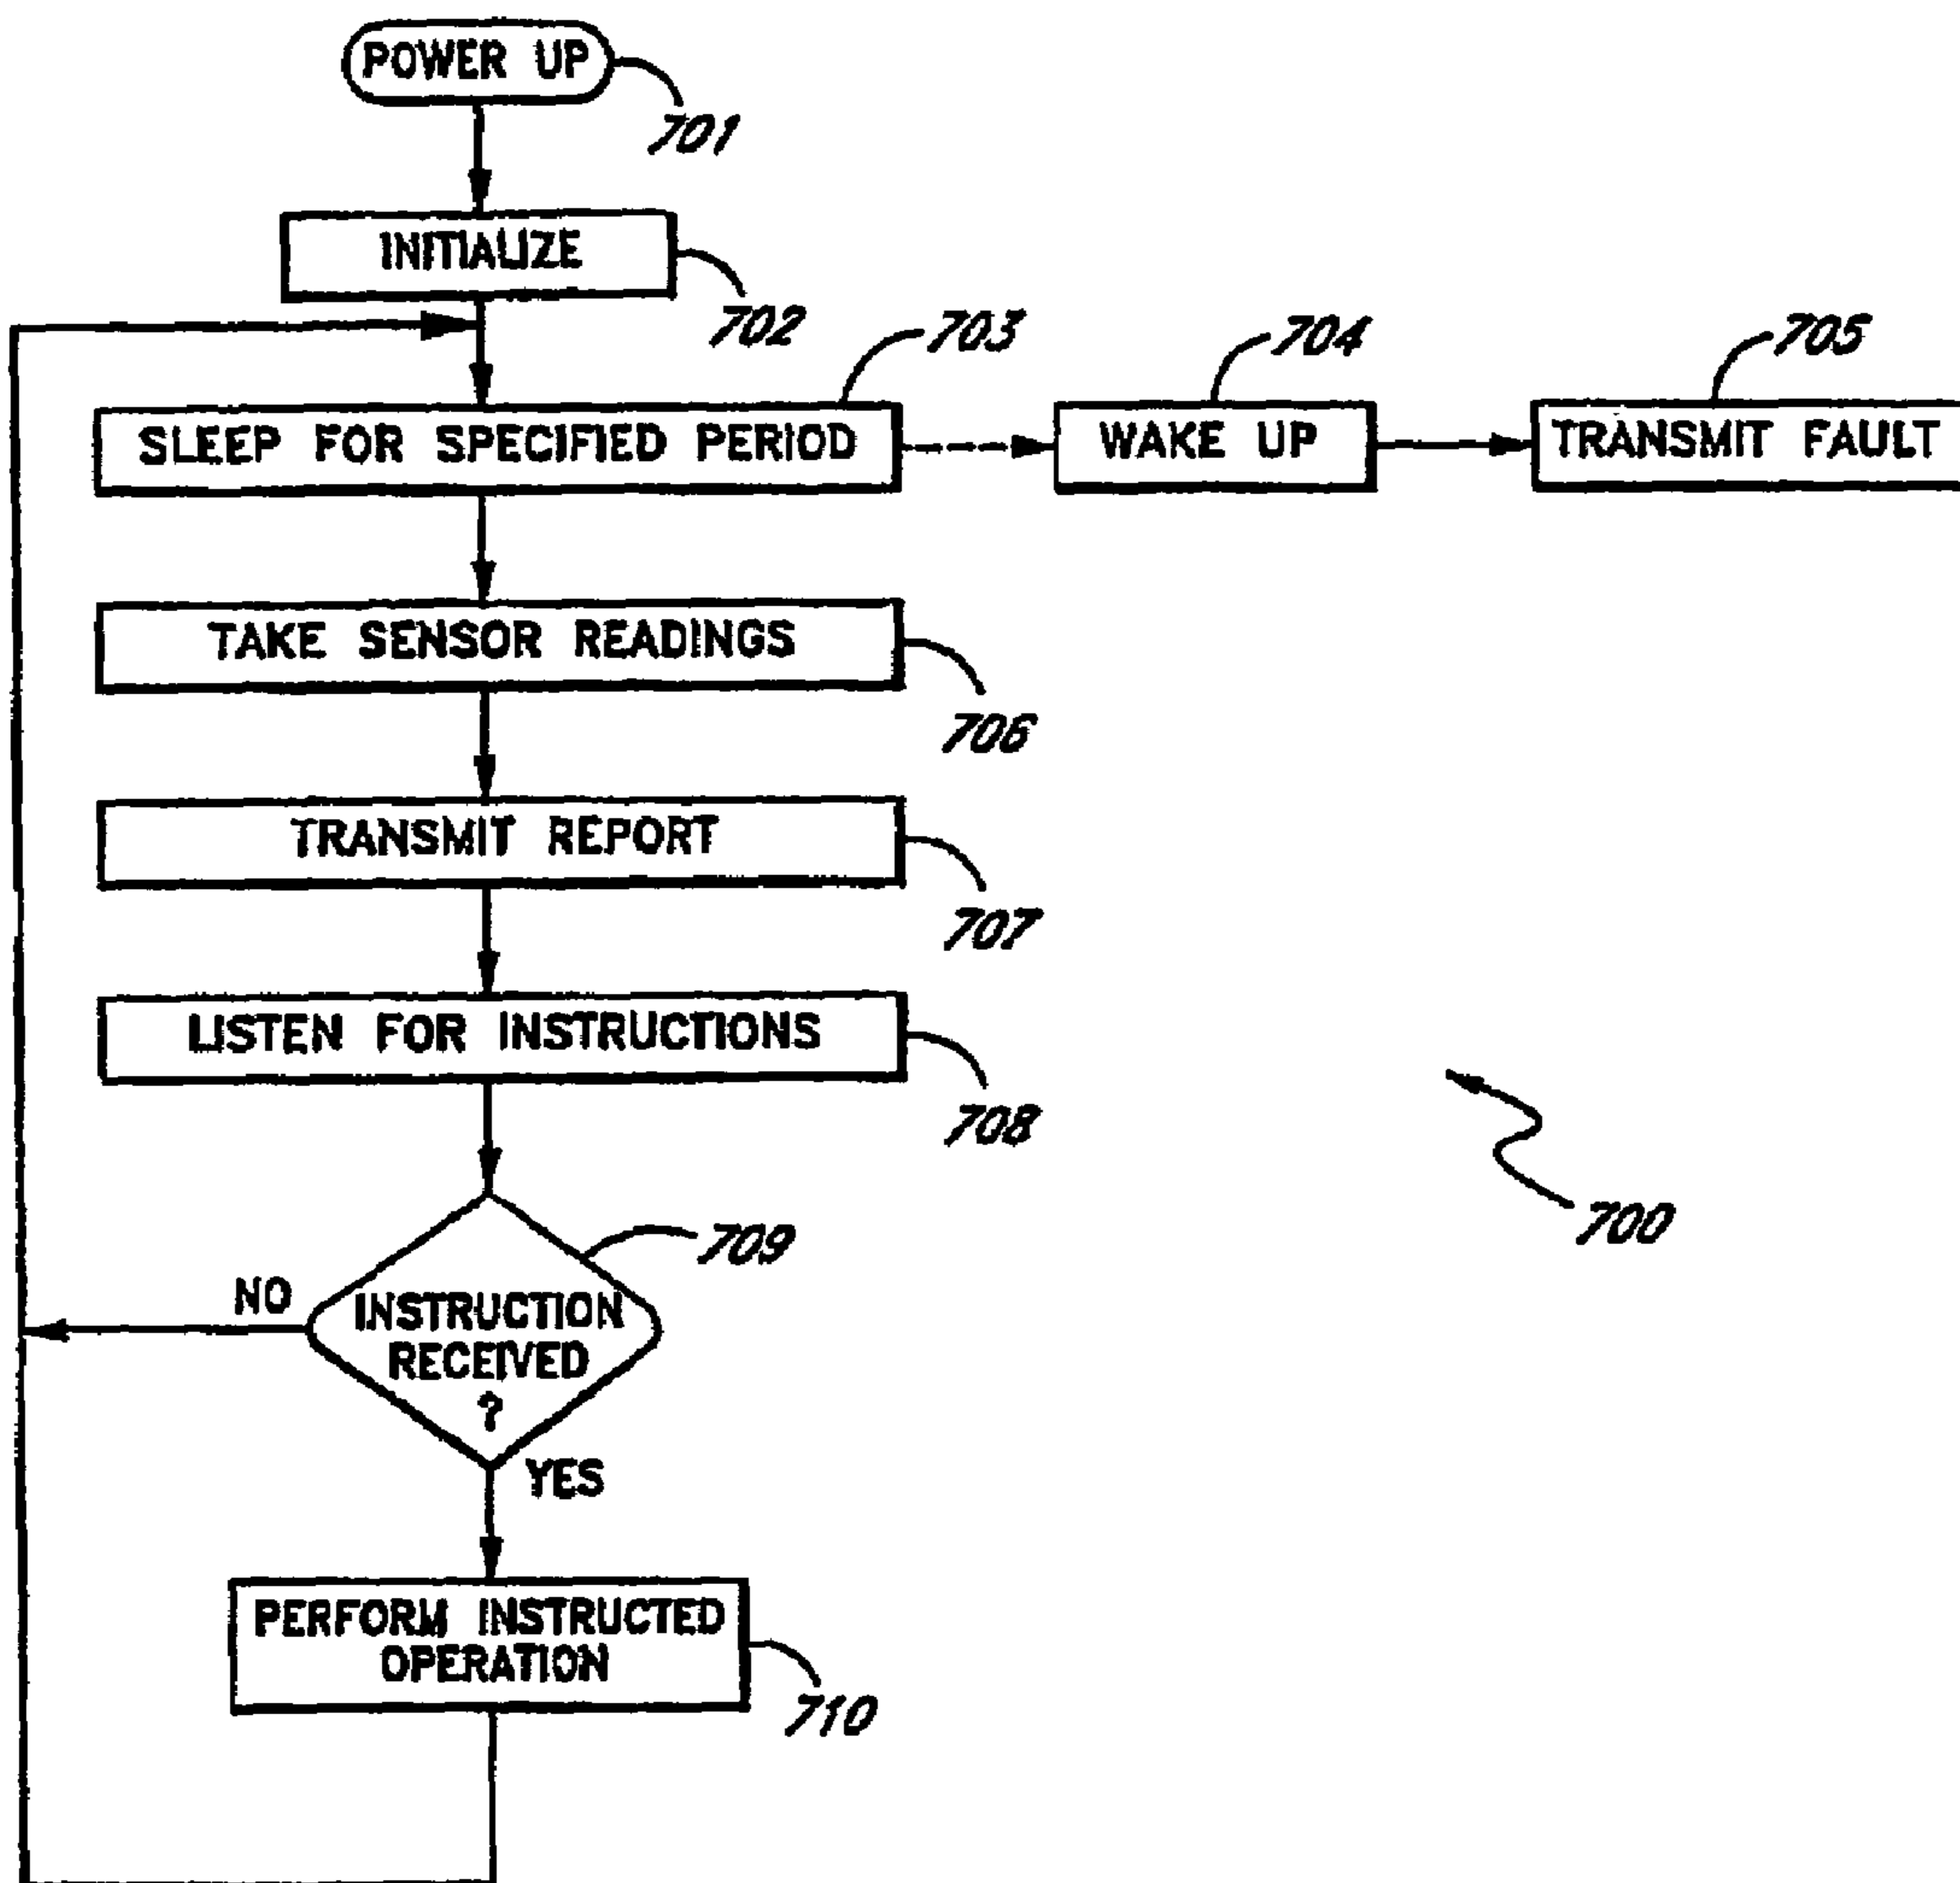 POWER UP
701
INITIALIZE
702
703
704
705
SLEEP FOR SPECIFIED PERIOD
WAKE UP
TRANSMIT FAULT
TAKE SENSOR READINGS
706
TRANSMIT REPORT
707
LISTEN FOR INSTRUCTIONS
708
709
700
NO
INSTRUCTION
RECEIVED
?
YES
PERFORM INSTRUCTED
OPERATION
710